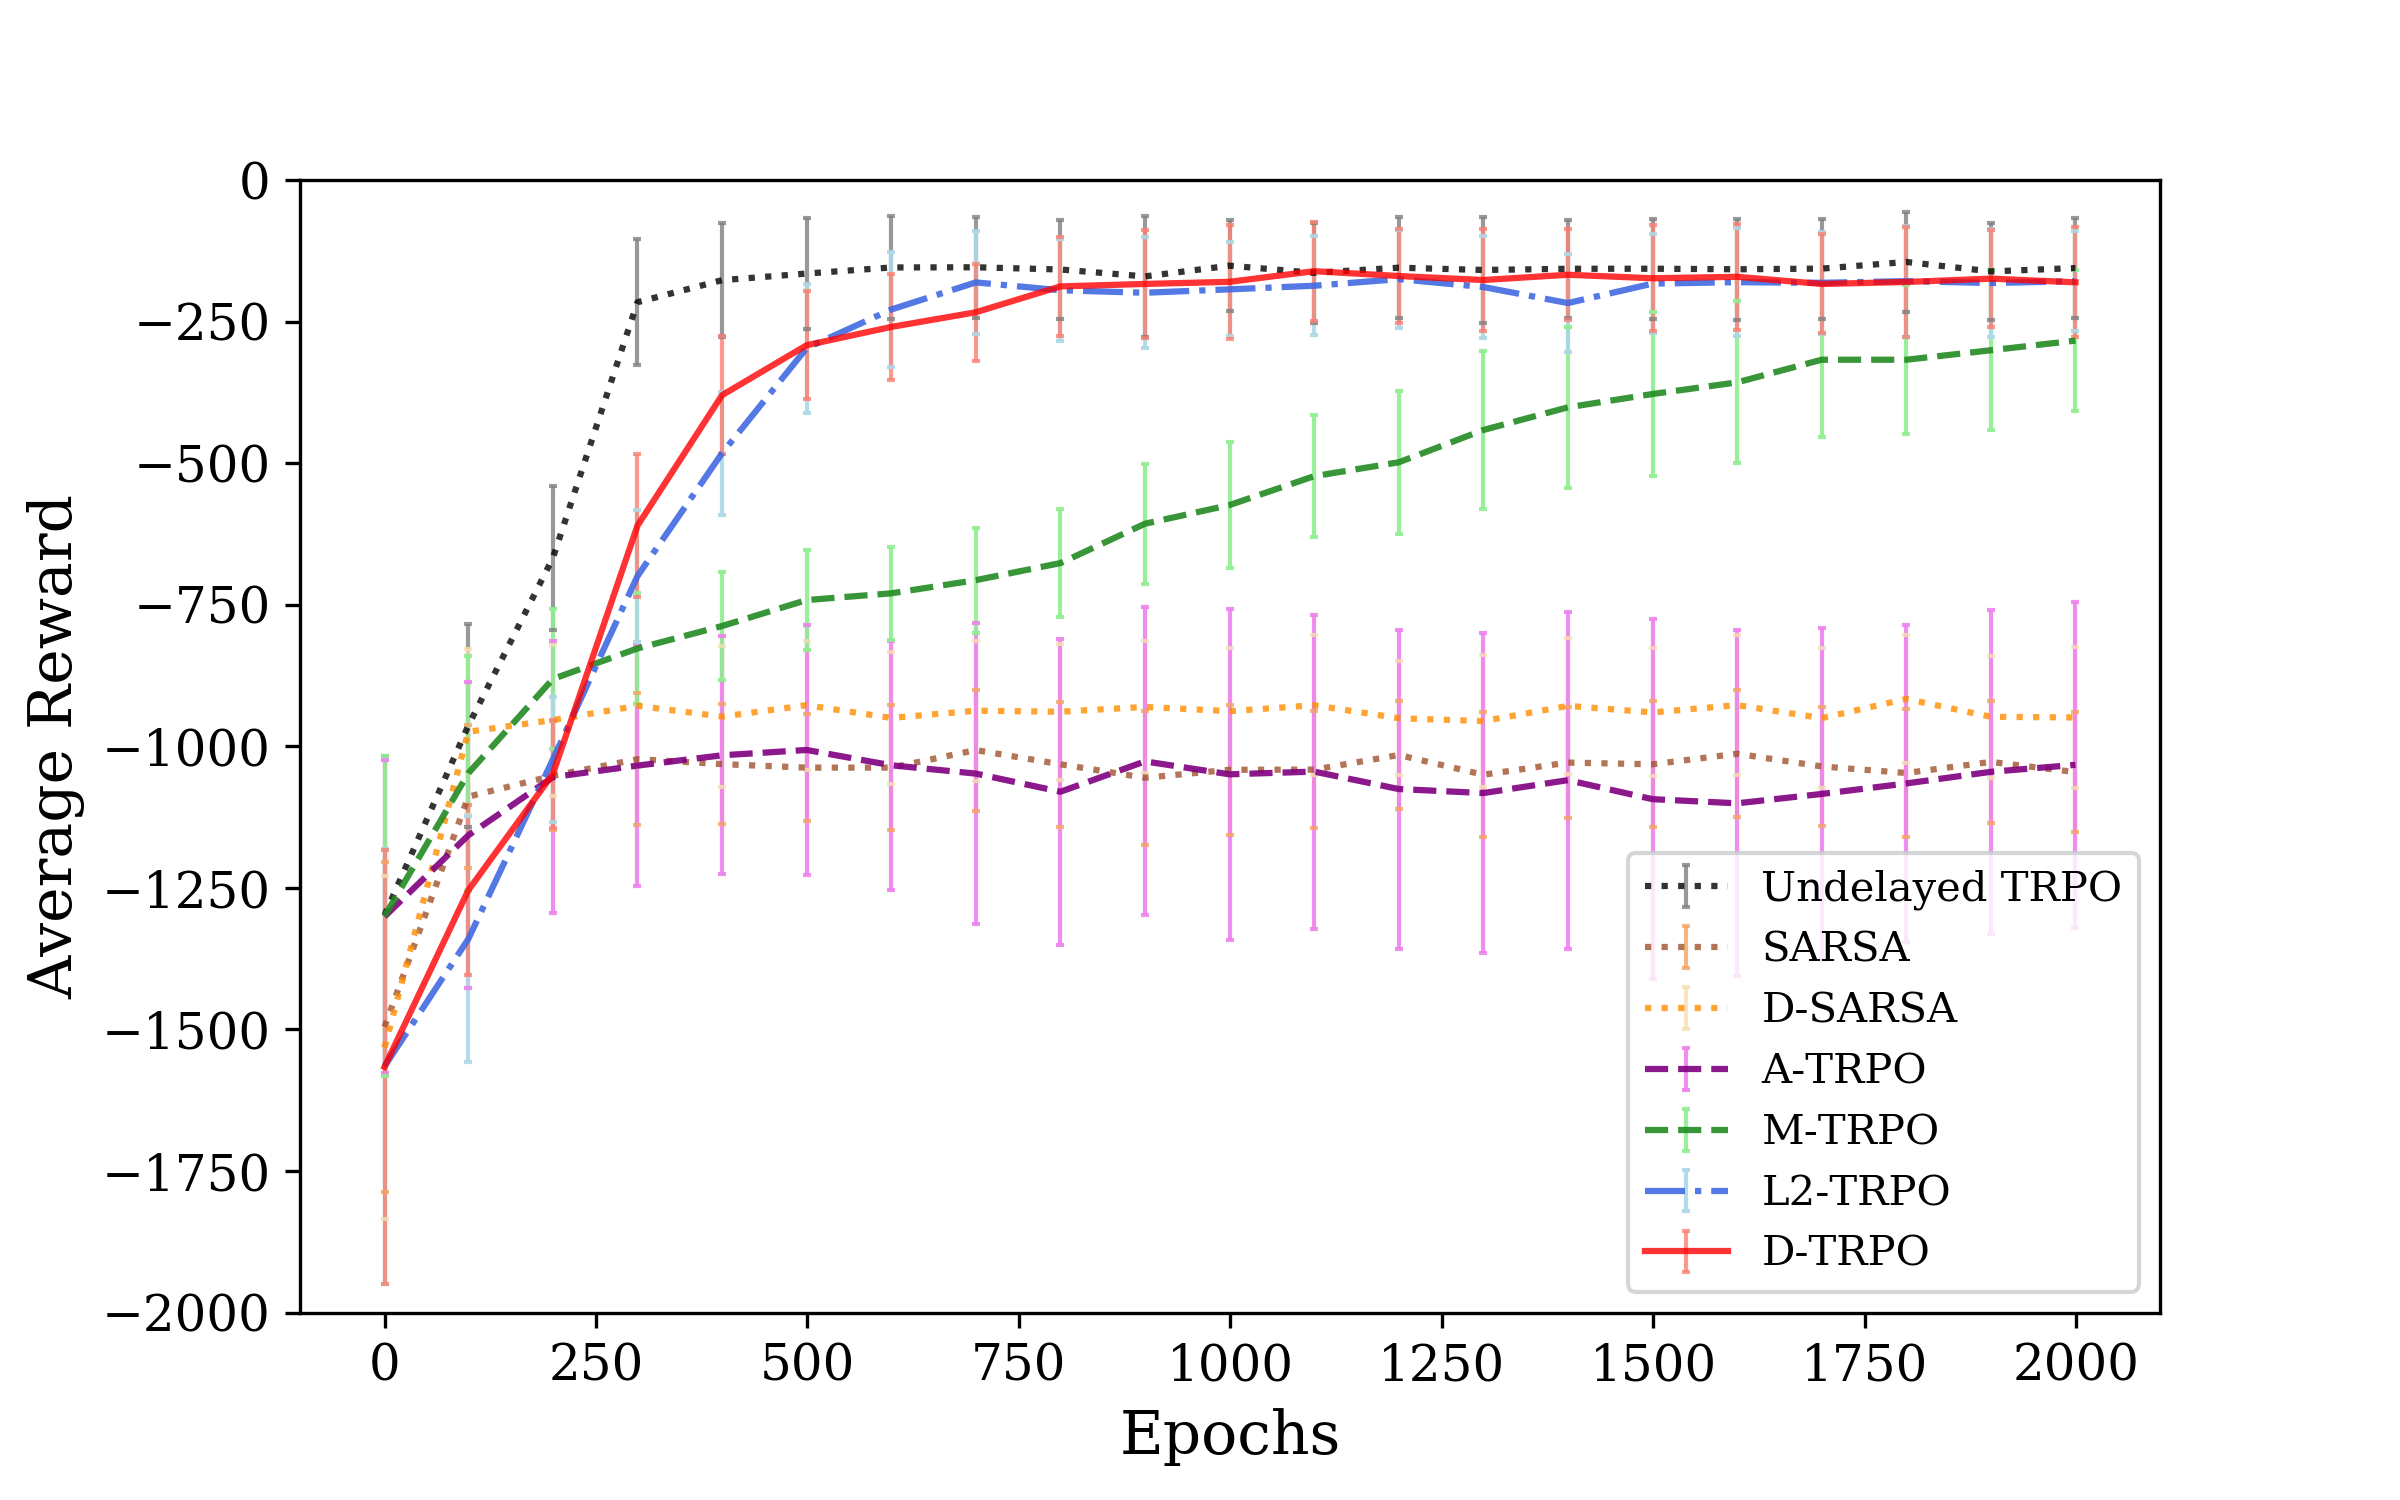 0
−250
−500
−750
−1000
−1250
−1500
−1750
−2000
Average Reward
0 250 500 750 1000 1250 1500 1750 2000
Epochs
Undelayed TRPO
SARSA
D-SARSA
A-TRPO
M-TRPO
L2-TRPO
D-TRPO